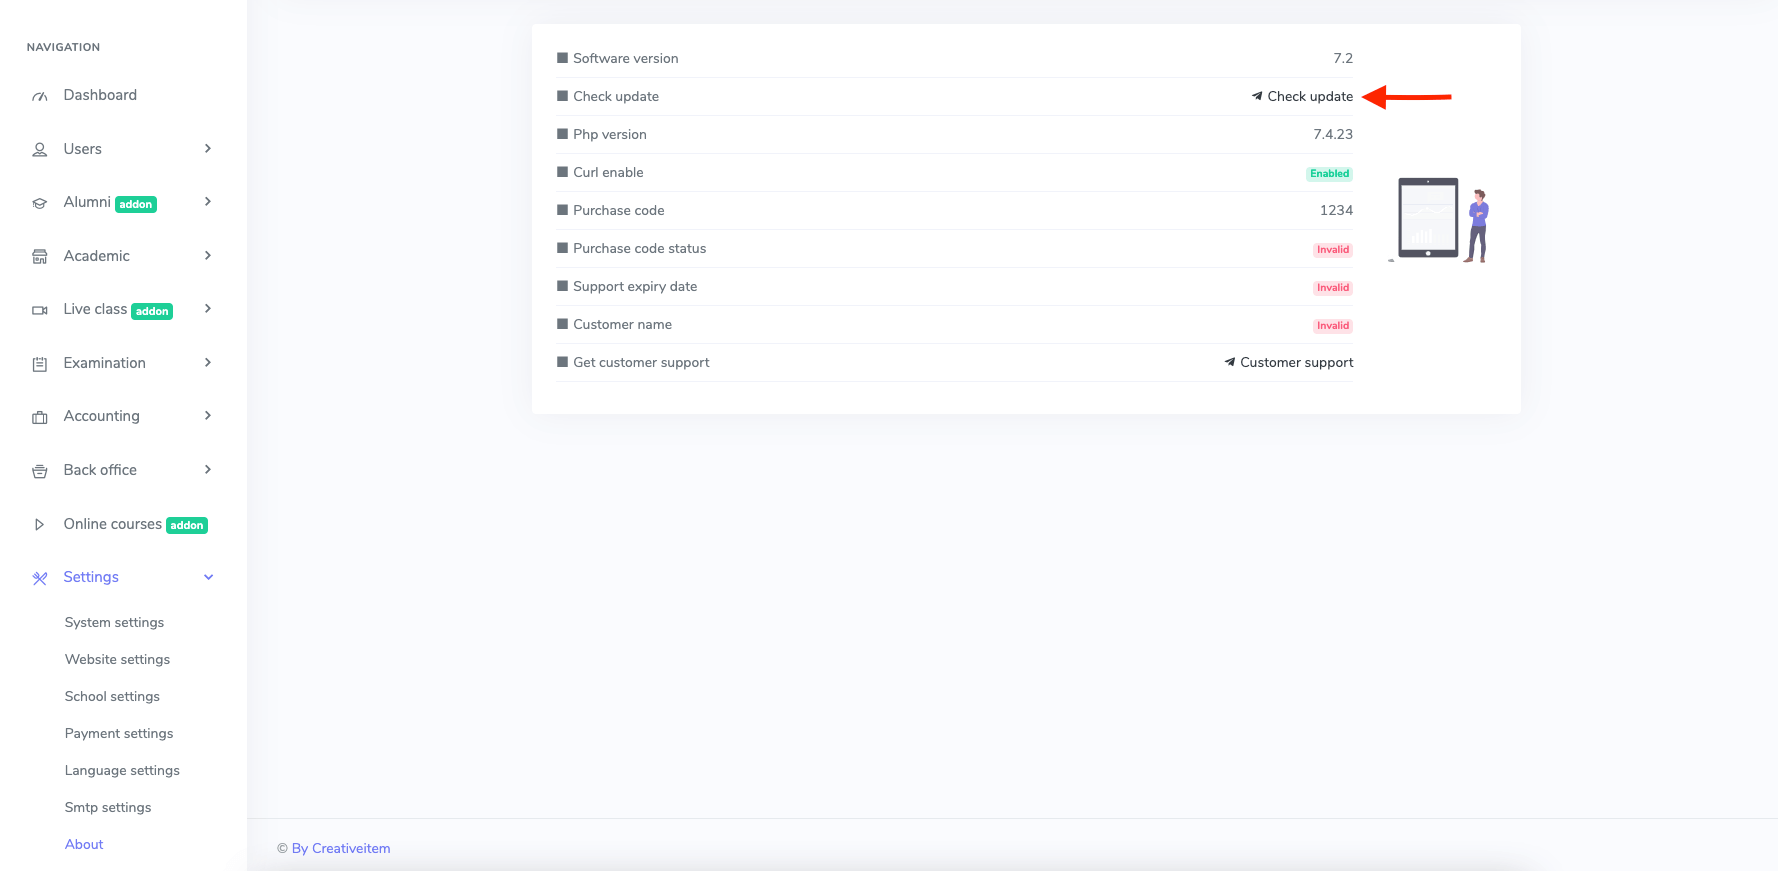 NAVIGATION
Dashboard
Users
Alumni addon
Academic
Live class addon
Examination
Accounting
Back office
Online courses addon
Settings
System settings
Website settings
School settings
Payment settings
Language settings
Smtp settings
About
Software version 7.2
Check update Check update
Php version 7.4.23
Curl enable Enabled
Purchase code 1234
Purchase code status Invalid
Support expiry date Invalid
Customer name Invalid
Get customer support Customer support
© By Creativeitem